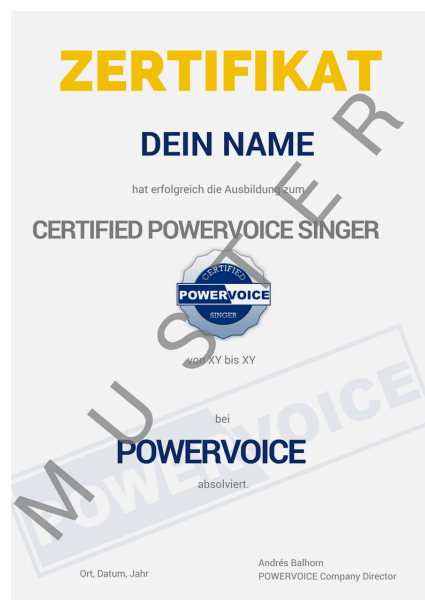 ZERTIFIKAT
DEIN NAME
hat erfolgreich die Ausbildung zum
CERTIFIED POWERVOICE SINGER
CERTIFIED
POWERVOICE
SINGER
von XY bis XY
bei
POWERVOICE
absolviert.
Ort, Datum, Jahr
Andrés Balhorn
POWERVOICE Company Director
MUSTER
POWERVOICE